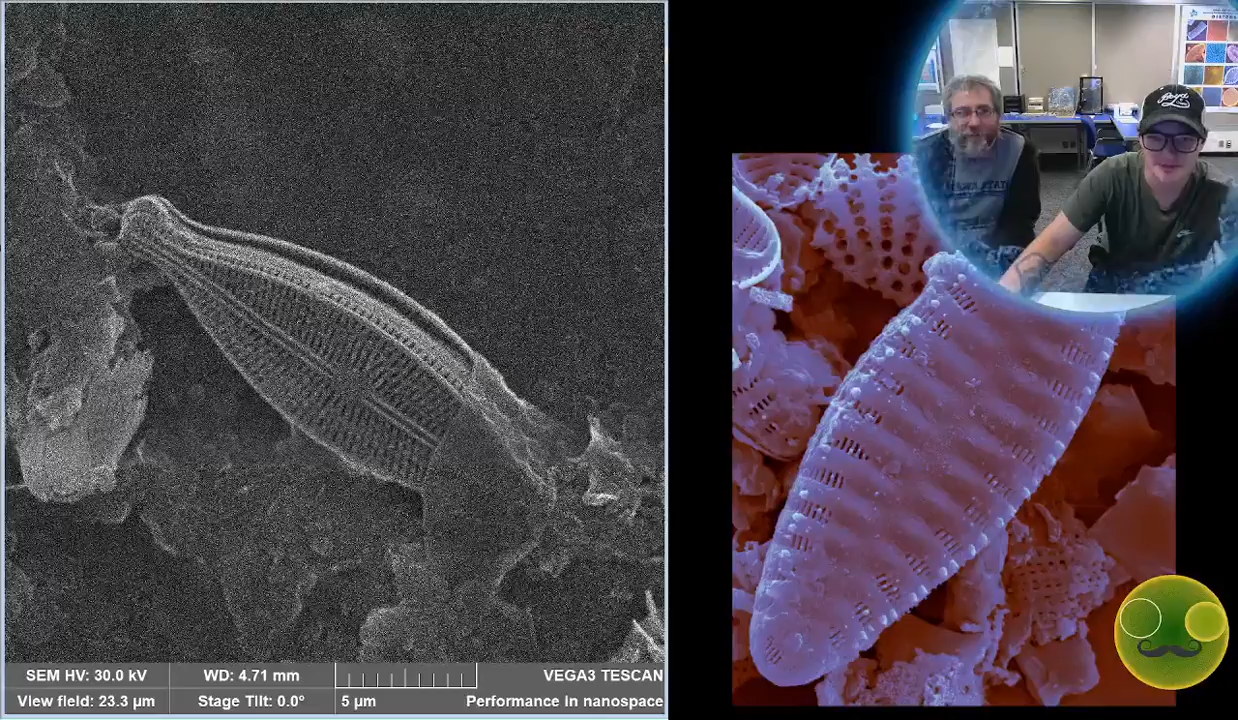 SEM HV: 30.0 kV
WD: 4.71 mm
VEGA3 TESCAN
View field: 23.3 µm
Stage Tilt: 0.0°
5 µm
Performance in nanospace